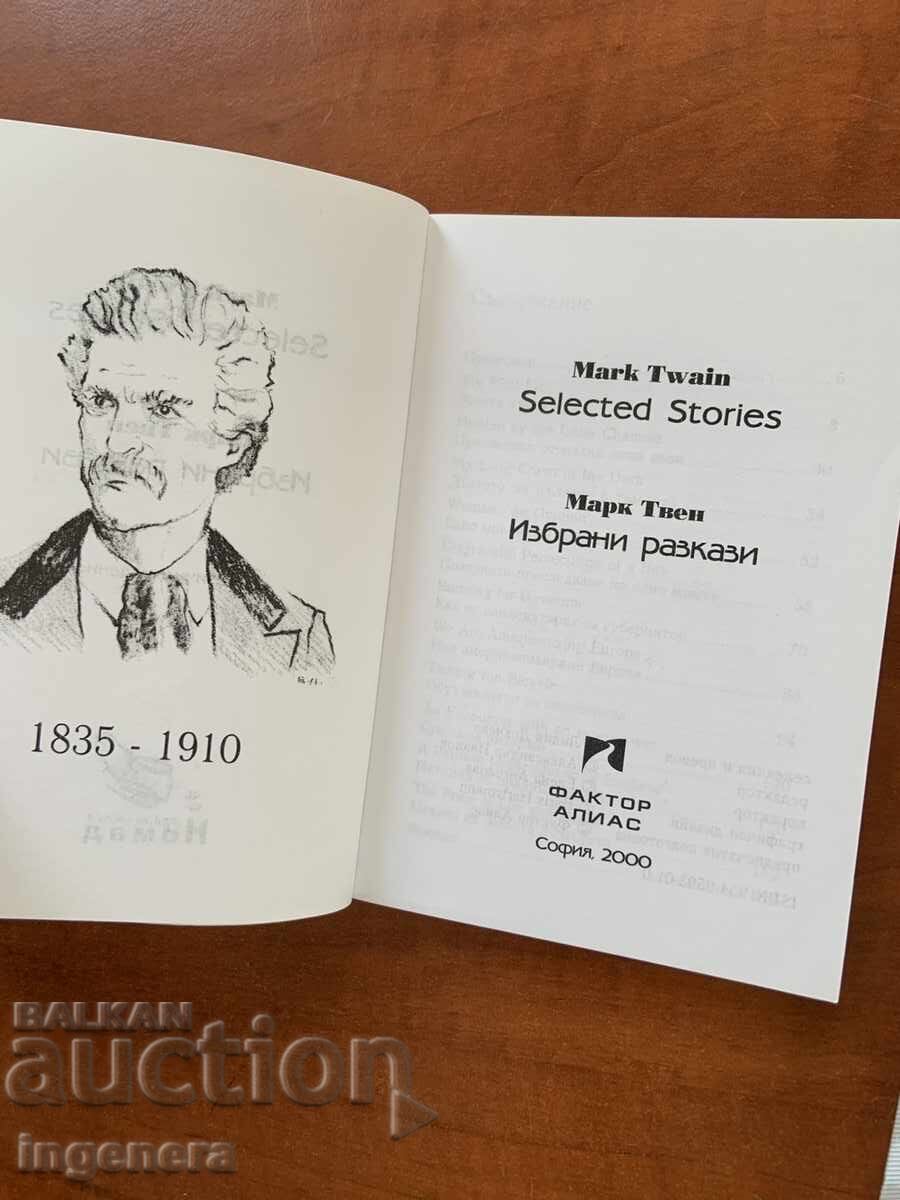 1835 - 1910
Mark Twain
Selected Stories
Марк Твен
Избрани разкази
ФАКТОР
АЛИАС
София, 2000
BALKAN
auction
ingenera